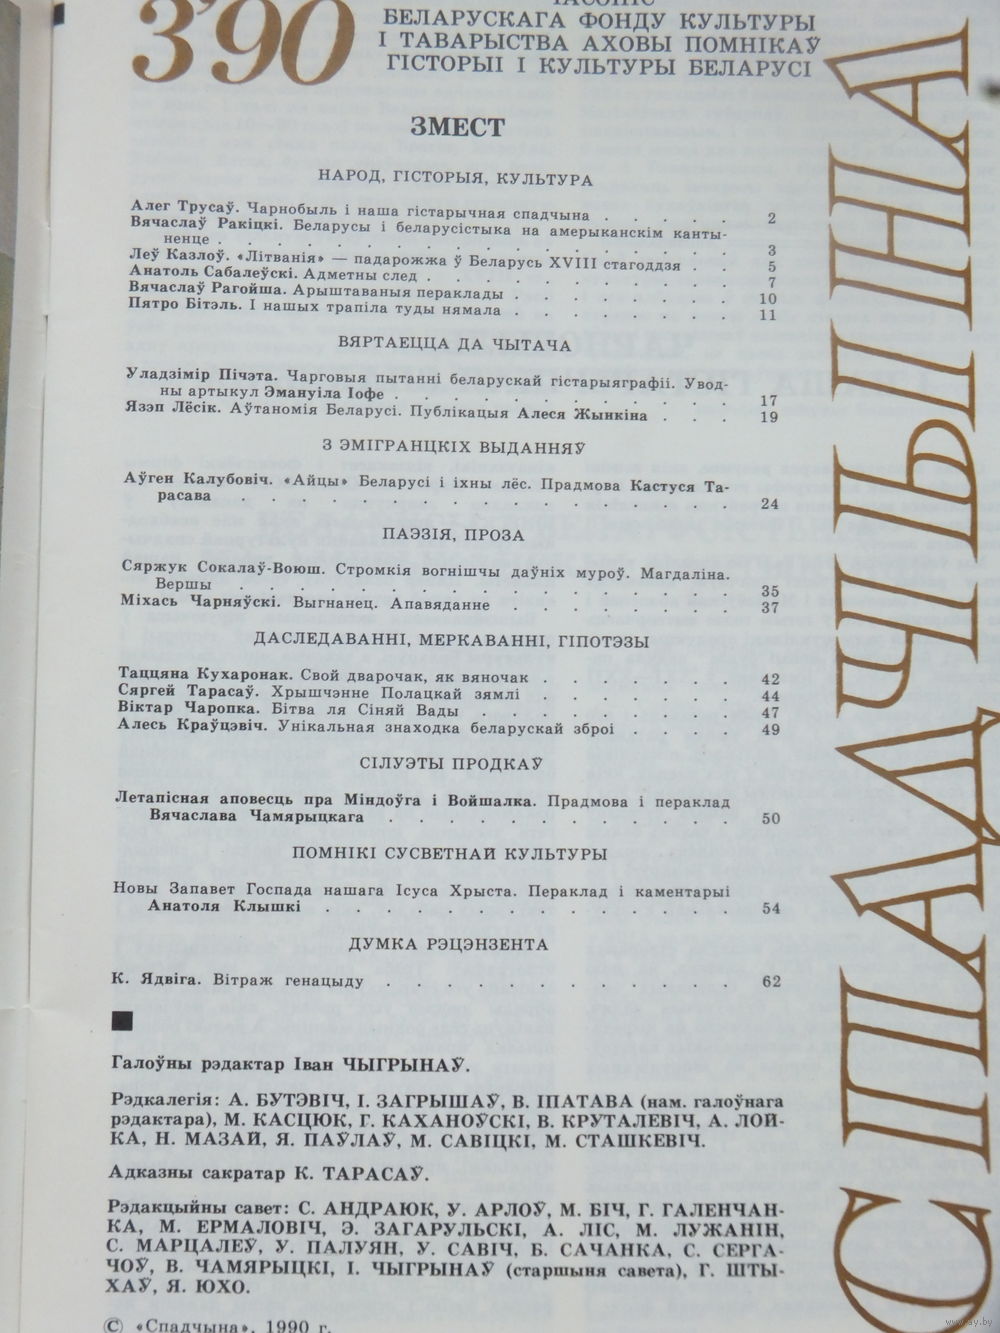 3'90
ЧАСОПІС
БЕЛАРУСКАГА ФОНДУ КУЛЬТУРЫ
І ТАВАРЫСТВА АХОВЫ ПОМНІКАЎ
ГІСТОРЫІ І КУЛЬТУРЫ БЕЛАРУСІ
СПАДЧЫНА
ЗМЕСТ
НАРОД, ГІСТОРЫЯ, КУЛЬТУРА
Алег Трусаў. Чарнобыль і наша гістарычная спадчына . . . . . 2
Вячаслаў Ракіцкі. Беларусы і беларусістыка на амерыканскім канты-
ненце . . . . . . . . . . . . . . . . . . 3
Леў Казлоў. «Літванія» — падарожжа ў Беларусь XVIII стагоддзя . . 5
Анатоль Сабалеўскі. Адметны след . . . . . . . . . . . 7
Вячаслаў Рагойша. Арыштаваныя пераклады . . . . . . . . 10
Пятро Бітэль. І нашых трапіла туды нямала . . . . . . . . 11
ВЯРТАЕЦЦА ДА ЧЫТАЧА
Уладзімір Пічэта. Чарговыя пытанні беларускай гістарыяграфіі. Увод-
ны артыкул Эмануіла Іофе . . . . . . . . . . . . 17
Язэп Лёсік. Аўтаномія Беларусі. Публікацыя Алеся Жынкіна . . . 19
З ЭМІГРАНЦКІХ ВЫДАННЯЎ
Аўген Калубовіч. «Айцы» Беларусі і іхны лёс. Прадмова Кастуся Та-
расава . . . . . . . . . . . . . . . . . 24
ПАЭЗІЯ, ПРОЗА
Сяржук Сокалаў-Воюш. Стромкія вогнішчы даўніх муроў. Магдаліна.
Вершы . . . . . . . . . . . . . . . . . 35
Міхась Чарняўскі. Выгнанец. Апавяданне . . . . . . . . 37
ДАСЛЕДАВАННІ, МЕРКАВАННІ, ГІПОТЭЗЫ
Таццяна Кухаронак. Свой дварочак, як вяночак . . . . . . . 42
Сяргей Тарасаў. Хрышчэнне Полацкай зямлі . . . . . . . 44
Віктар Чаропка. Бітва ля Сіняй Вады . . . . . . . . . 47
Алесь Краўцэвіч. Унікальная знаходка беларускай зброі . . . . 49
СІЛУЭТЫ ПРОДКАЎ
Летапісная аповесць пра Міндоўга і Войшалка. Прадмова і пераклад
Вячаслава Чамярыцкага . . . . . . . . . . . . 50
ПОМНІКІ СУСВЕТНАЙ КУЛЬТУРЫ
Новы Запавет Госпада нашага Ісуса Хрыста. Пераклад і каментарыі
Анатоля Клышкі . . . . . . . . . . . . . . 54
ДУМКА РЭЦЭНЗЕНТА
К. Ядвіга. Вітраж генацыду . . . . . . . . . . . . 62
Галоўны рэдактар Іван ЧЫГРЫНАЎ.
Рэдкалегія: А. БУТЭВІЧ, І. ЗАГРЫШАЎ, В. ІПАТАВА (нам. галоўнага
рэдактара), М. КАСЦЮК, Г. КАХАНОЎСКІ, В. КРУТАЛЕВІЧ, А. ЛОЙ-
КА, Н. МАЗАЙ, Я. ПАЎЛАЎ, М. САВІЦКІ, М. СТАШКЕВІЧ.
Адказны сакратар К. ТАРАСАЎ.
Рэдакцыйны савет: С. АНДРАЮК, У. АРЛОЎ, М. БІЧ, Г. ГАЛЕНЧАН-
КА, М. ЕРМАЛОВІЧ, Э. ЗАГАРУЛЬСКІ, А. ЛІС, М. ЛУЖАНІН,
С. МАРЦАЛЕЎ, У. ПАЛУЯН, У. САВІЧ, Б. САЧАНКА, С. СЕРГА-
ЧОЎ, В. ЧАМЯРЫЦКІ, І. ЧЫГРЫНАЎ (старшыня савета), Г. ШТЫ-
ХАЎ, Я. ЮХО.
© «Спадчына», 1990 г.
www.ay.by